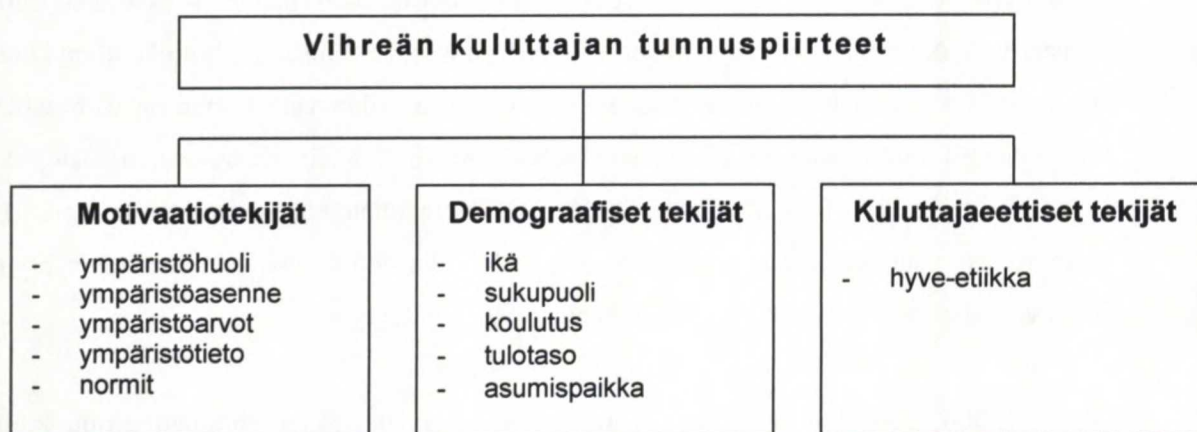 Vihreän kuluttajan tunnuspiirteet
Motivaatiotekijät
- ympäristöhuoli
- ympäristöasenne
- ympäristöarvot
- ympäristötieto
- normit
Demograafiset tekijät
- ikä
- sukupuoli
- koulutus
- tulotaso
- asumispaikka
Kuluttajaeettiset tekijät
- hyve-etiikka